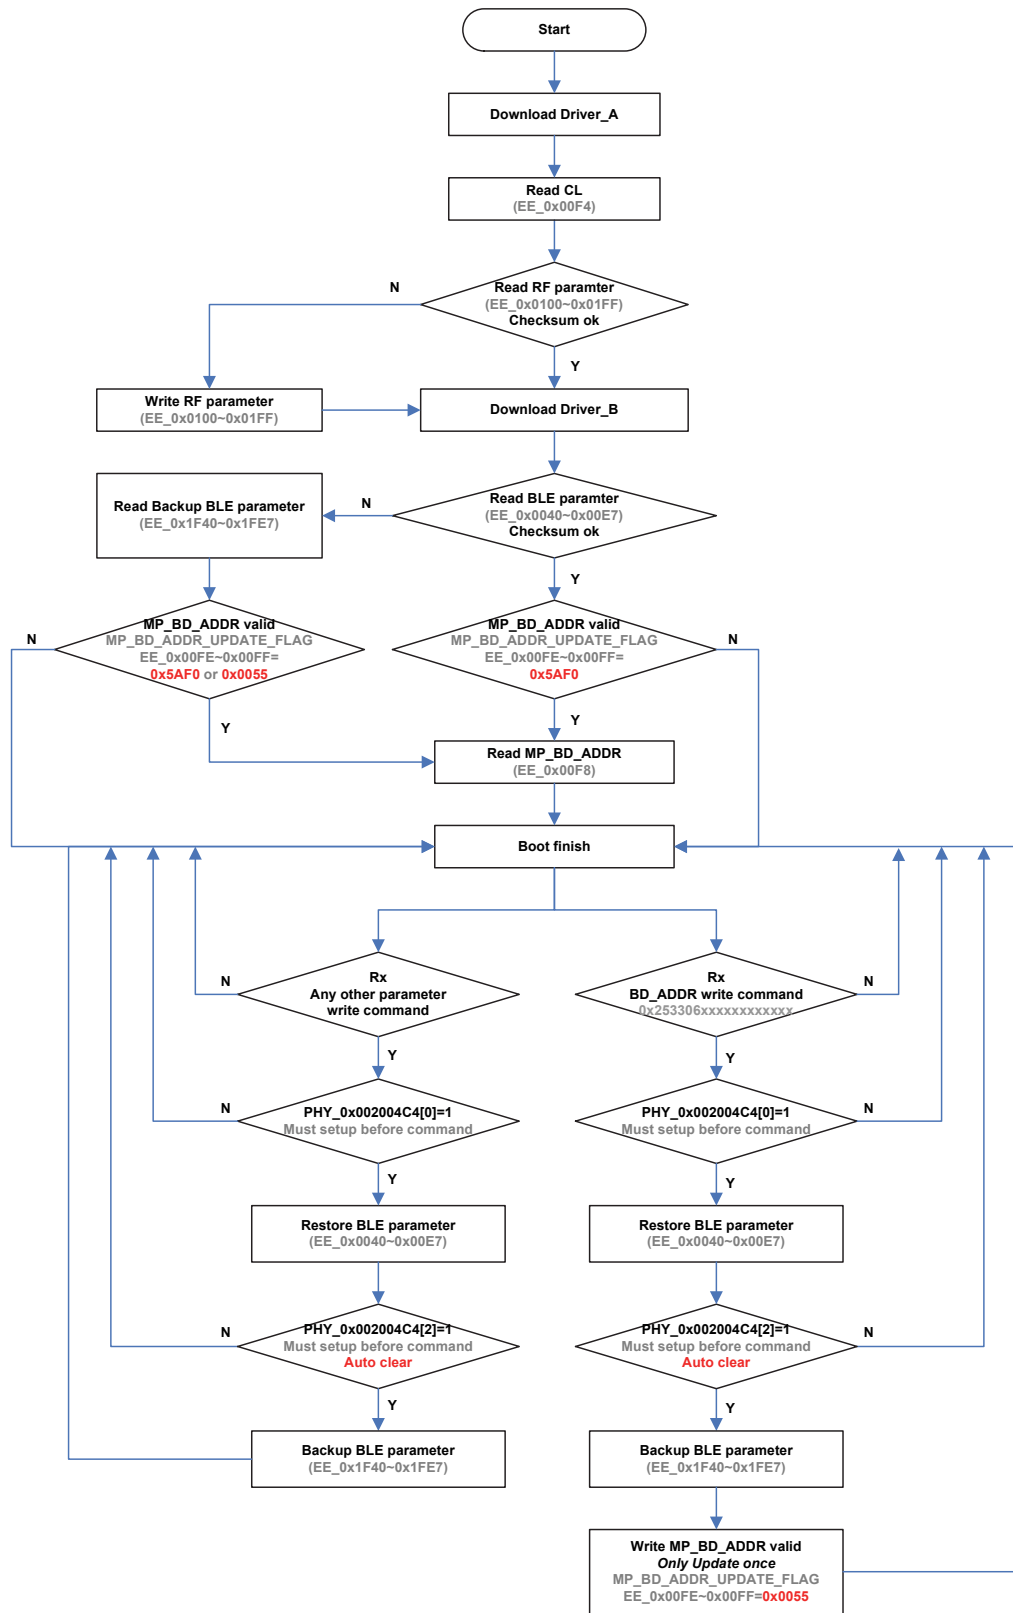 Start
Download Driver_A
Read CL
(EE_0x00F4)
N
Read RF paramter
(EE_0x0100~0x01FF)
Checksum ok
Y
Write RF parameter
(EE_0x0100~0x01FF)
Download Driver_B
Read Backup BLE parameter
(EE_0x1F40~0x1FE7)
N
Read BLE paramter
(EE_0x0040~0x00E7)
Checksum ok
Y
N
MP_BD_ADDR valid
MP_BD_ADDR_UPDATE_FLAG
EE_0x00FE~0x00FF=
0x5AF0 or 0x0055
Y
MP_BD_ADDR valid
MP_BD_ADDR_UPDATE_FLAG
EE_0x00FE~0x00FF=
0x5AF0
N
Y
Read MP_BD_ADDR
(EE_0x00F8)
Boot finish
N
Rx
Any other parameter
write command
Y
Rx
BD_ADDR write command
0x253306xxxxxxxxxxxx
N
Y
N
PHY_0x002004C4[0]=1
Must setup before command
Y
PHY_0x002004C4[0]=1
Must setup before command
N
Y
Restore BLE parameter
(EE_0x0040~0x00E7)
Restore BLE parameter
(EE_0x0040~0x00E7)
N
PHY_0x002004C4[2]=1
Must setup before command
Auto clear
Y
PHY_0x002004C4[2]=1
Must setup before command
Auto clear
N
Y
Backup BLE parameter
(EE_0x1F40~0x1FE7)
Backup BLE parameter
(EE_0x1F40~0x1FE7)
Write MP_BD_ADDR valid
Only Update once
MP_BD_ADDR_UPDATE_FLAG
EE_0x00FE~0x00FF=0x0055